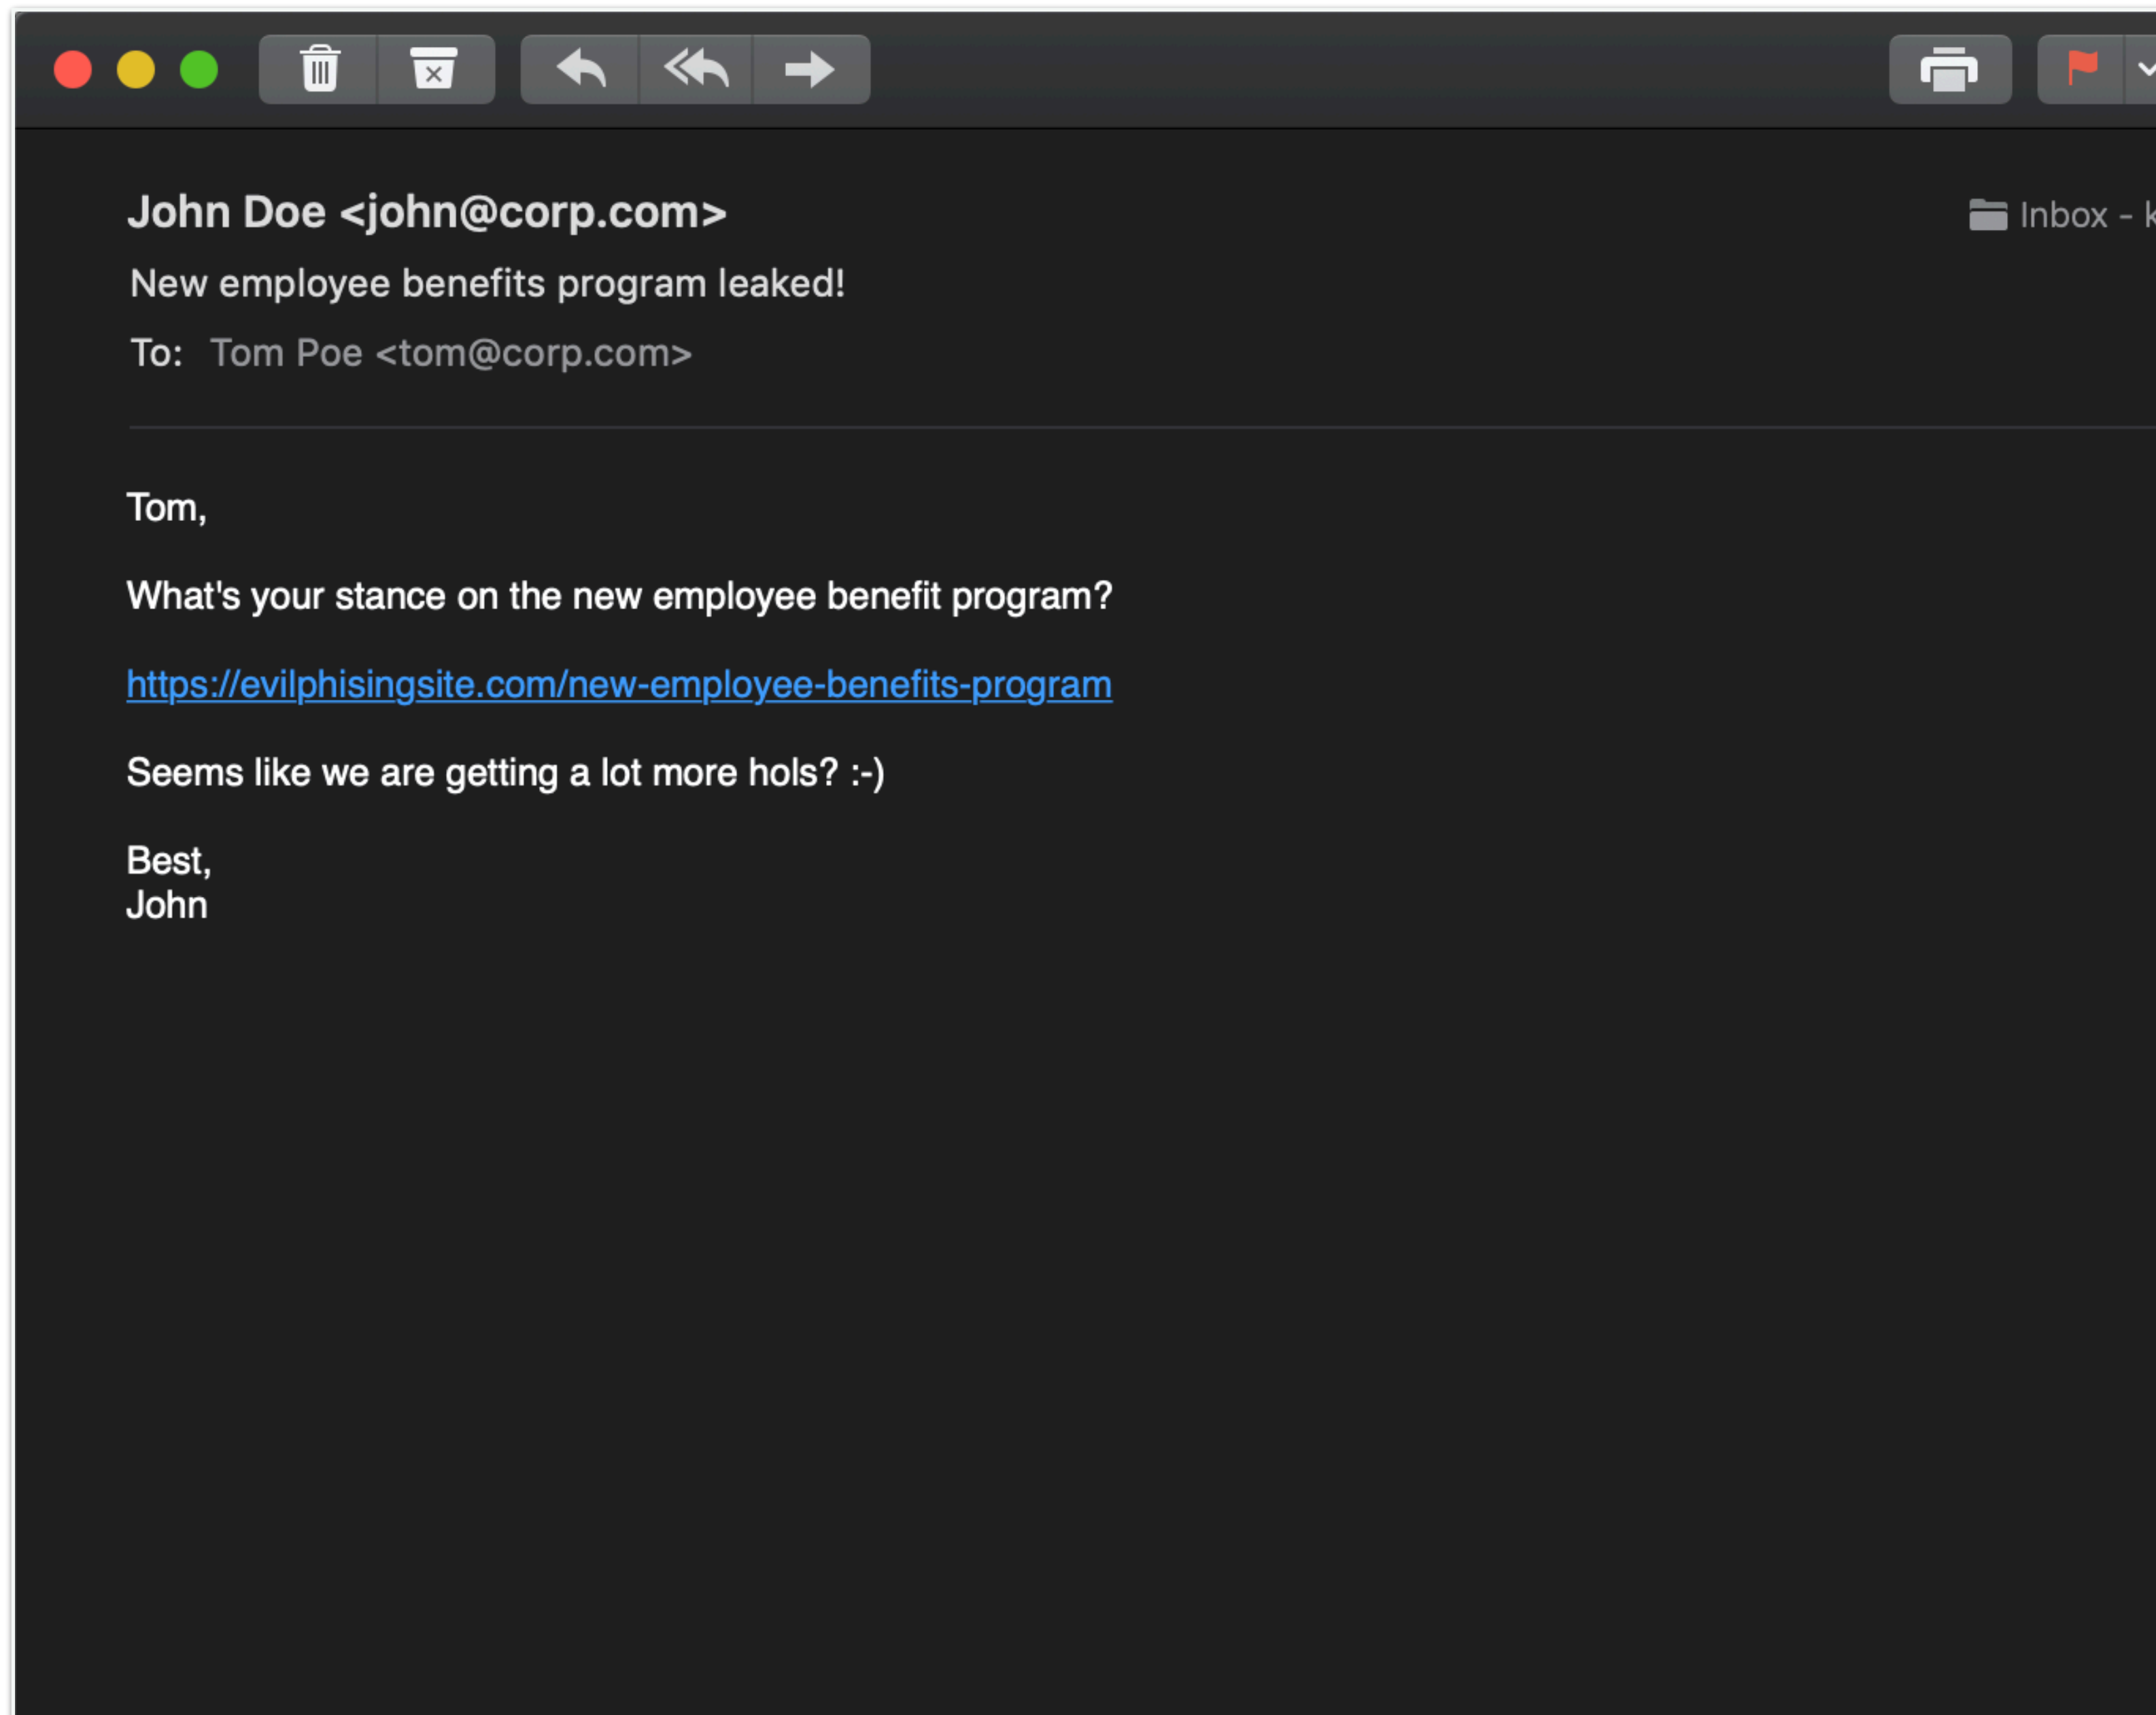 John Doe <john@corp.com>
Inbox -
New employee benefits program leaked!
To: Tom Poe <tom@corp.com>
Tom,
What's your stance on the new employee benefit program?
https://evilphisingsite.com/new-employee-benefits-program
Seems like we are getting a lot more hols? :-)
Best,
John